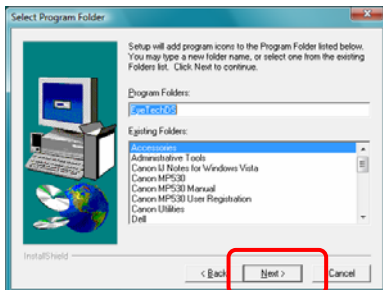 Select Program Folder
Setup will add program icons to the Program Folder listed below.
You may type a new folder name, or select one from the existing
Folders list. Click Next to continue.
Program Folders:
EyeTechDS
Existing Folders:
Accessories
Administrative Tools
Canon IJ Notes for Windows Vista
Canon MP530
Canon MP530 Manual
Canon MP530 User Registration
Canon Utilities
Dell
InstallShield
< Back
Next >
Cancel